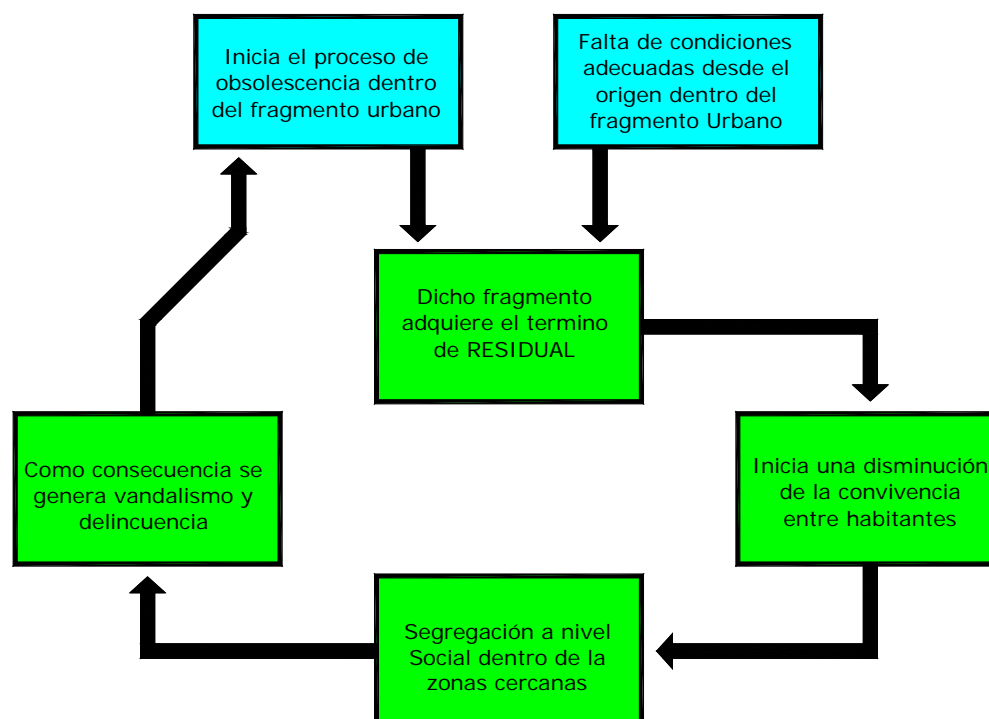 Inicia el proceso de
obsolescencia dentro
del fragmento urbano
Falta de condiciones
adecuadas desde el
origen dentro del
fragmento Urbano
Dicho fragmento
adquiere el termino
de RESIDUAL
Como consecuencia se
genera vandalismo y
delincuencia
Inicia una disminución
de la convivencia
entre habitantes
Segregación a nivel
Social dentro de la
zonas cercanas